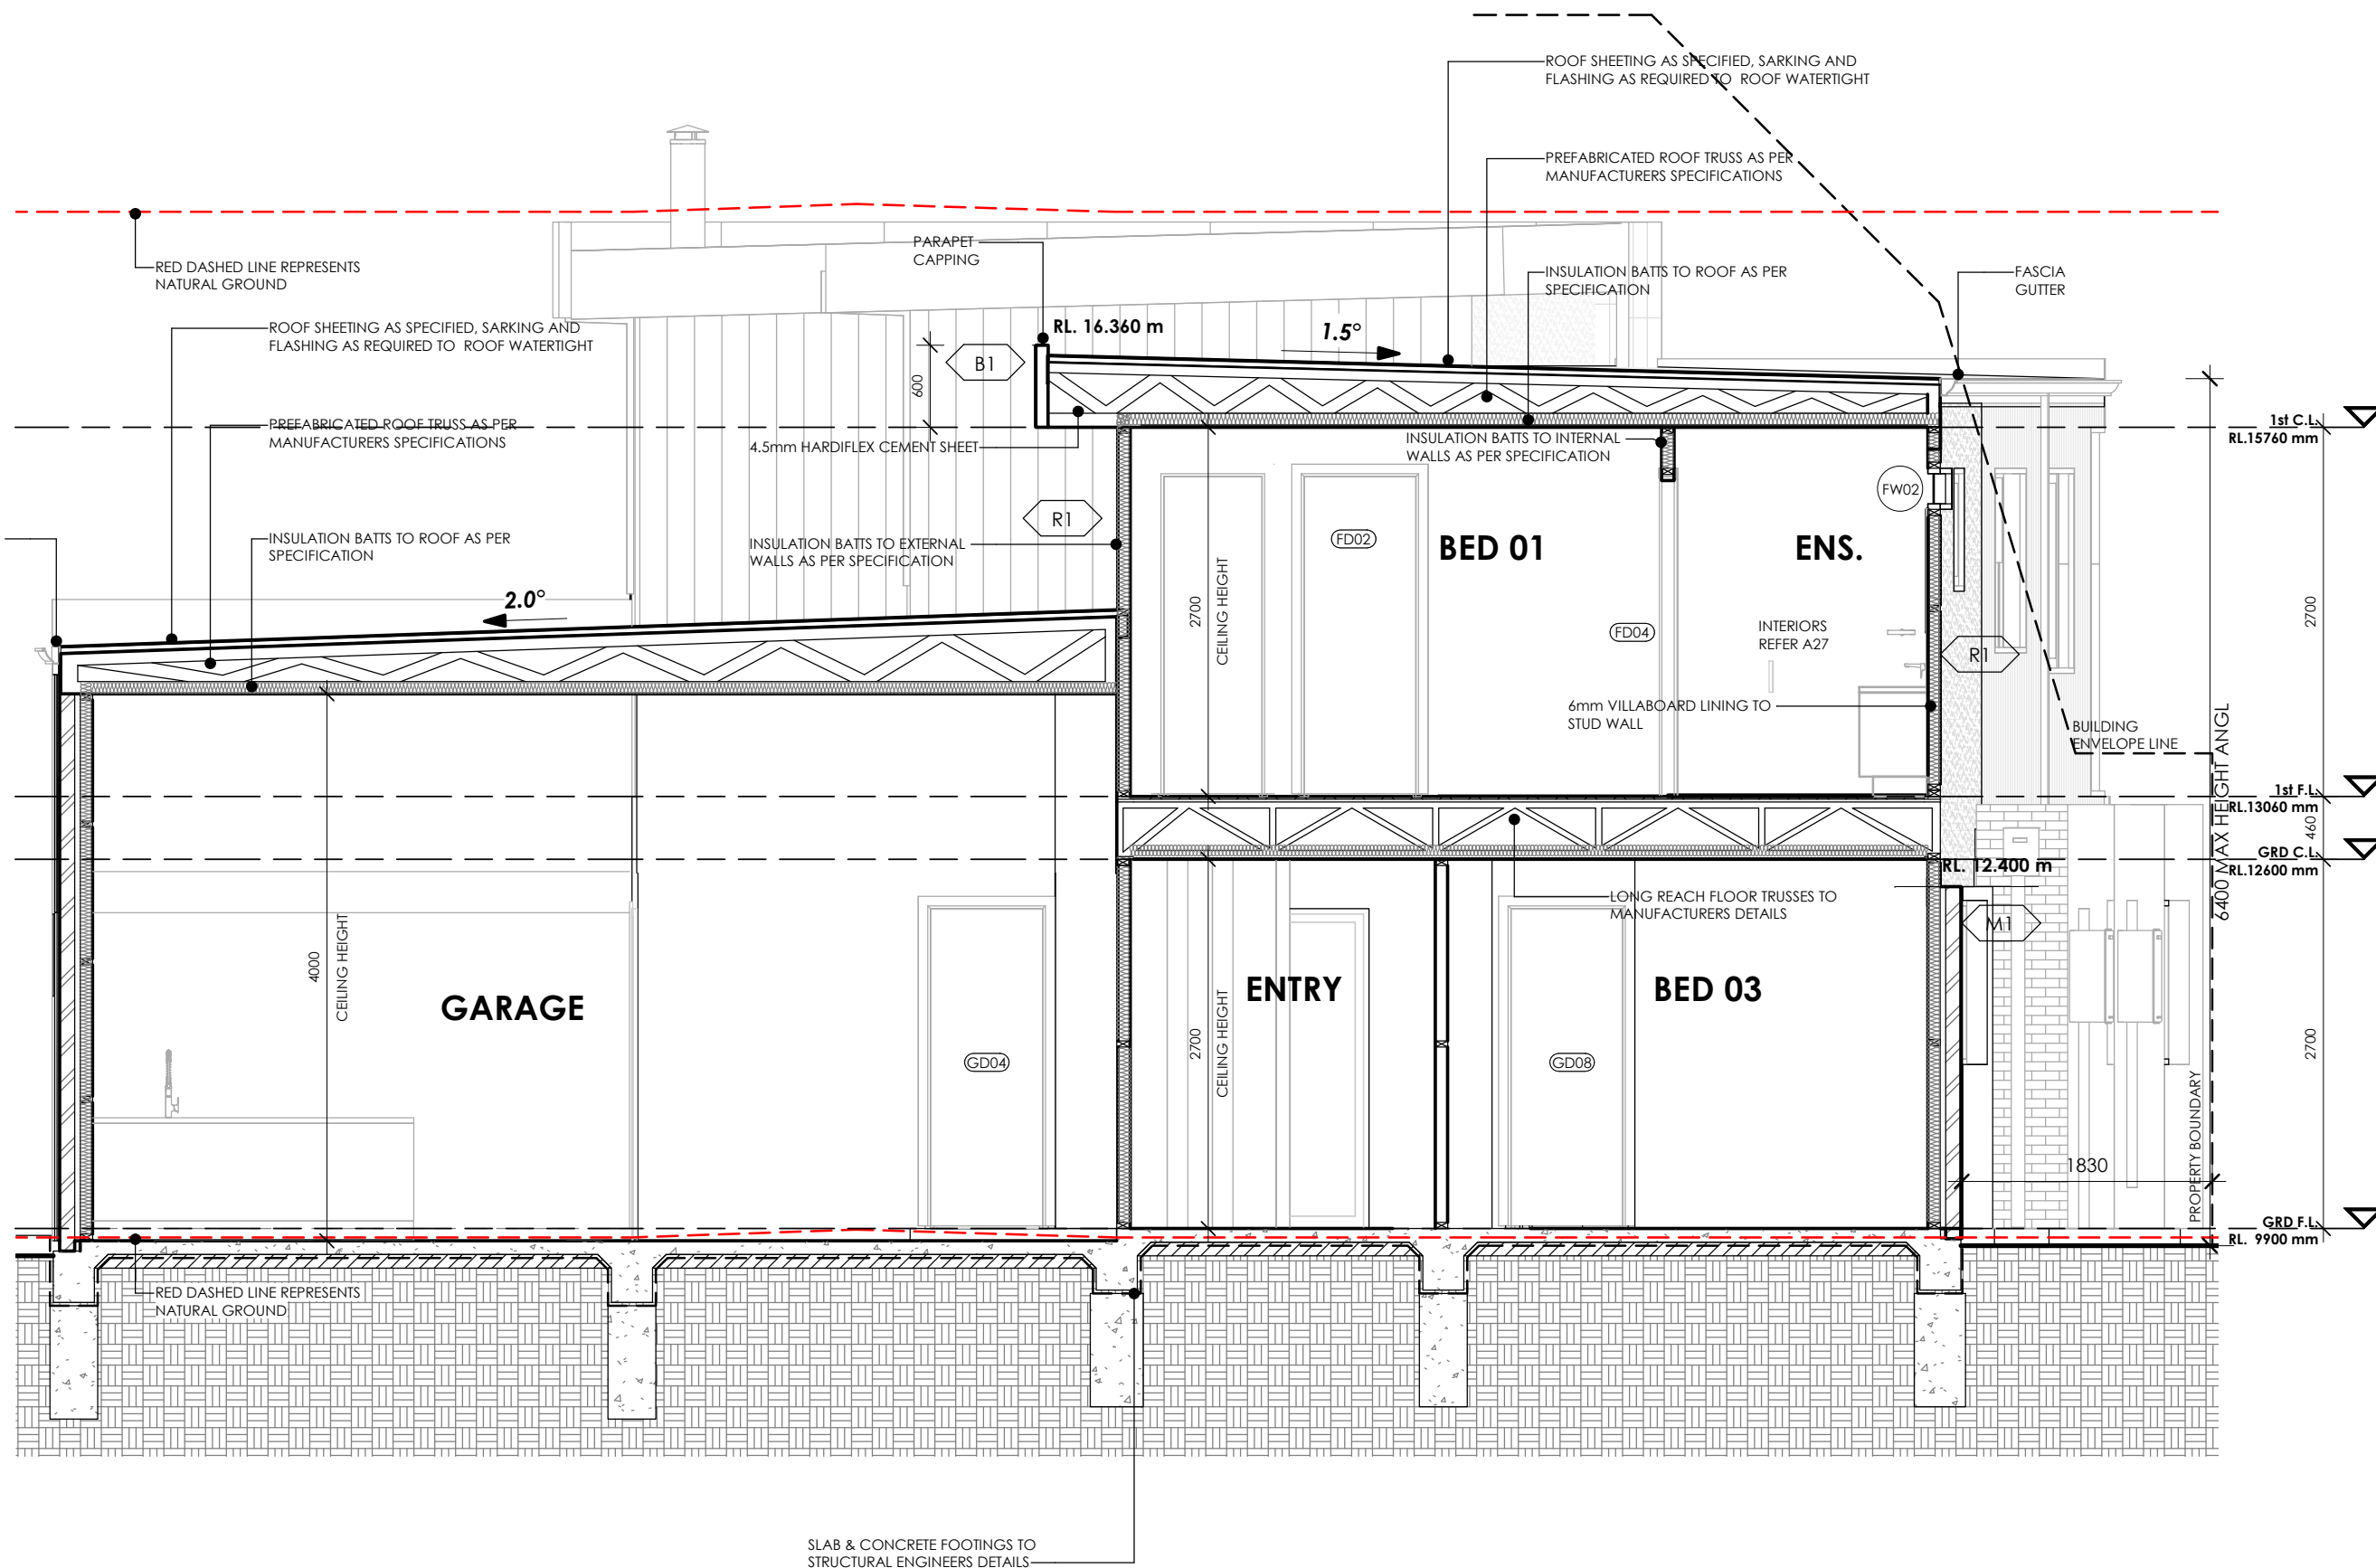 ROOF SHEETING AS SPECIFIED, SARKING AND
FLASHING AS REQUIRED TO ROOF WATERTIGHT
PREFABRICATED ROOF TRUSS AS PER
MANUFACTURERS SPECIFICATIONS
RED DASHED LINE REPRESENTS
NATURAL GROUND
PARAPET
CAPPING
INSULATION BATTS TO ROOF AS PER
SPECIFICATION
FASCIA
GUTTER
ROOF SHEETING AS SPECIFIED, SARKING AND
FLASHING AS REQUIRED TO ROOF WATERTIGHT
RL. 16.360 m
1.5°
B1
600
PREFABRICATED ROOF TRUSS AS PER
MANUFACTURERS SPECIFICATIONS
4.5mm HARDIFLEX CEMENT SHEET
INSULATION BATTS TO INTERNAL
WALLS AS PER SPECIFICATION
1st C.L.
RL.15760 mm
FW02
R1
INSULATION BATTS TO ROOF AS PER
SPECIFICATION
INSULATION BATTS TO EXTERNAL
WALLS AS PER SPECIFICATION
FD02
BED 01
ENS.
2.0°
2700
CEILING HEIGHT
FD04
INTERIORS
REFER A27
2700
R1
6mm VILLABOARD LINING TO
STUD WALL
BUILDING
ENVELOPE LINE
6400 MAX HEIGHT ANGL
1st F.L.
RL.13060 mm
460
GRD C.L.
RL.12600 mm
RL. 12.400 m
LONG REACH FLOOR TRUSSES TO
MANUFACTURERS DETAILS
M1
4000
CEILING HEIGHT
GARAGE
ENTRY
BED 03
GD04
2700
CEILING HEIGHT
GD08
2700
PROPERTY BOUNDARY
1830
GRD F.L.
RL. 9900 mm
RED DASHED LINE REPRESENTS
NATURAL GROUND
SLAB & CONCRETE FOOTINGS TO
STRUCTURAL ENGINEERS DETAILS